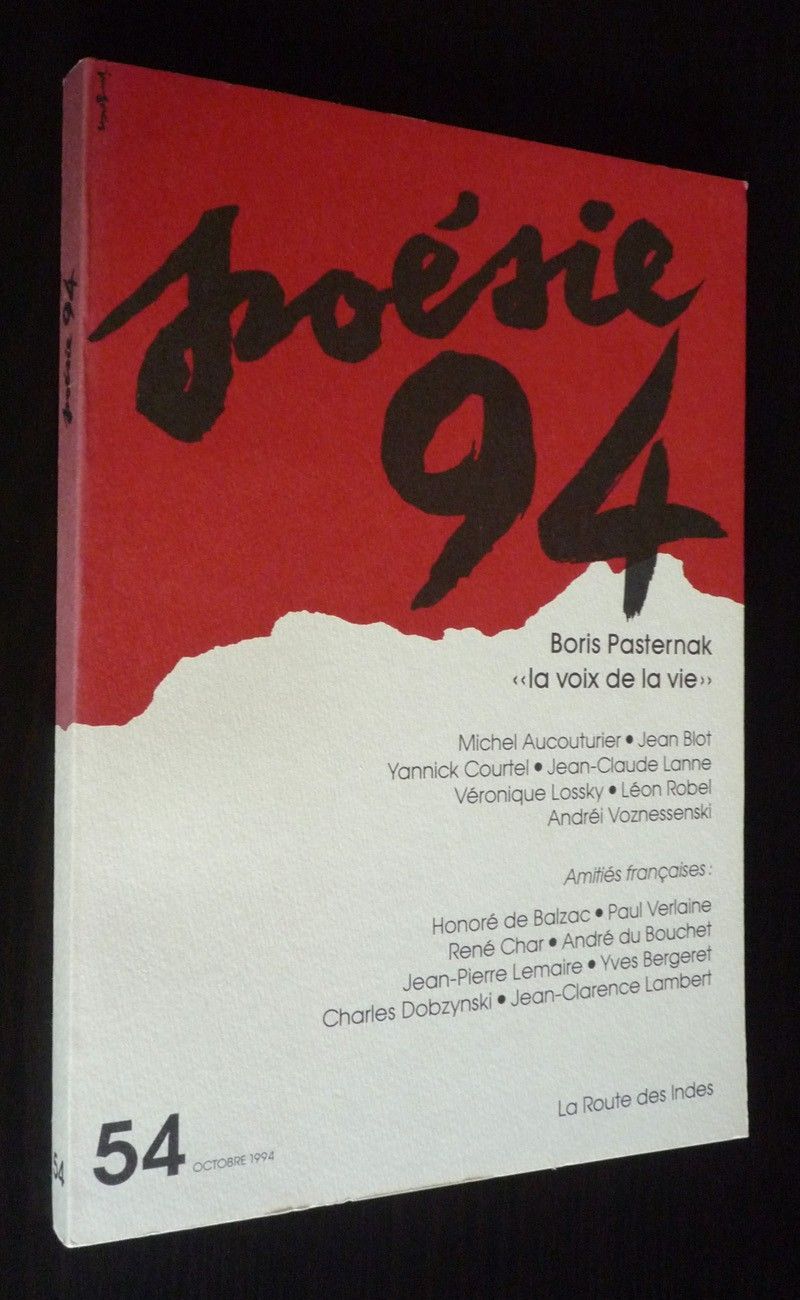 poésie
94
Boris Pasternak
‹‹la voix de la vie››
Michel Aucouturier • Jean Blot
Yannick Courtel • Jean-Claude Lanne
Véronique Lossky • Léon Robel
Andréi Voznessenski
Amitiés françaises :
Honoré de Balzac • Paul Verlaine
René Char • André du Bouchet
Jean-Pierre Lemaire • Yves Bergeret
Charles Dobzynski • Jean-Clarence Lambert
La Route des Indes
54 OCTOBRE 1994
poésie 94
54